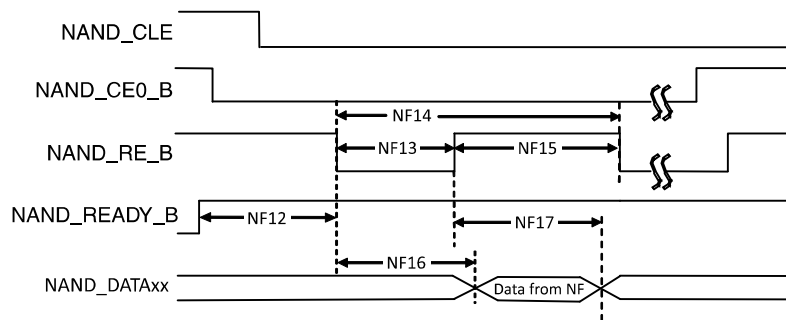 NAND_CLE
NAND_CE0_B
NF14
NAND_RE_B
NF13
NF15
NAND_READY_B
NF12
NF17
NF16
NAND_DATAxx
Data from NF